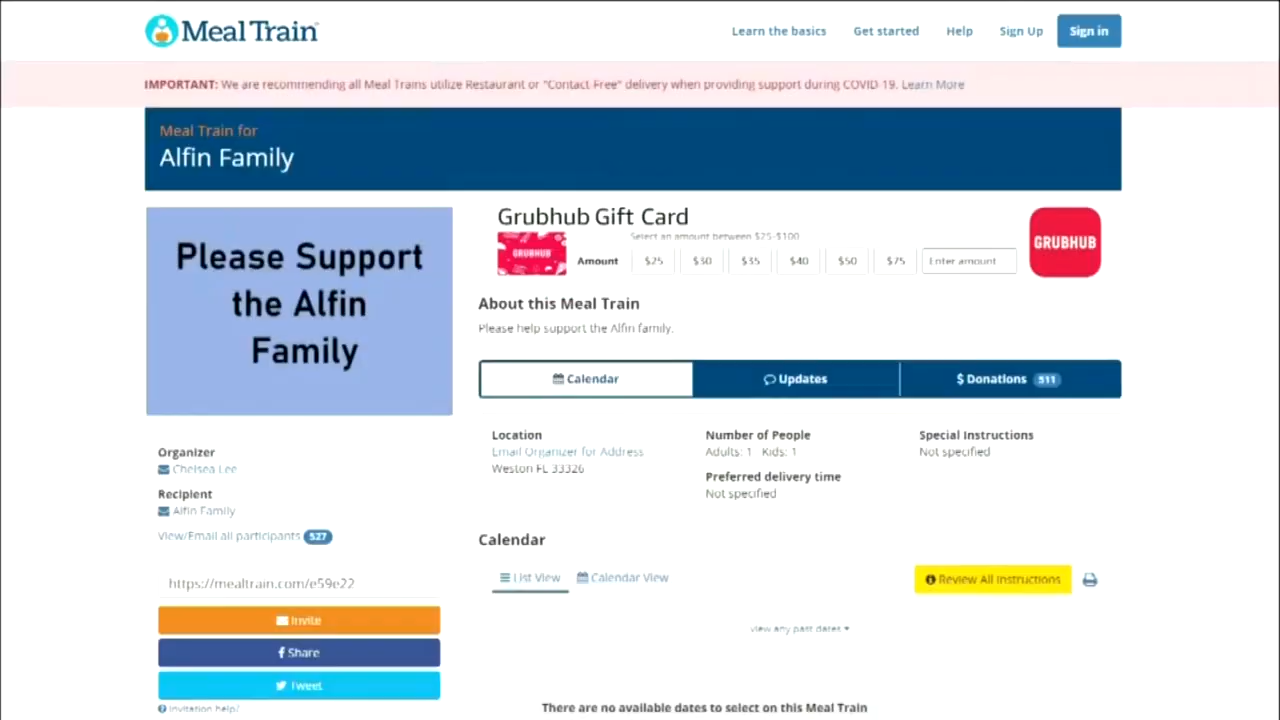 Meal Train
Learn the basics
Get started
Help
Sign Up
Sign in
IMPORTANT: We are recommending all Meal Trains utilize Restaurant or "Contact Free" delivery when providing support during COVID-19. Learn More
Meal Train for
Alfin Family
Please Support
the Alfin
Family
Grubhub Gift Card
Select an amount between $25-$100
GRUBHUB
Amount $25 $30 $35 $40 $50 $75 Enter amount
GRUBHUB
About this Meal Train
Please help support the Alfin family.
Calendar
Updates
$ Donations 511
Organizer
Chelsea Lee
Recipient
Alfin Family
View/Email all participants 527
https://mealtrain.com/e59e22
Invite
Share
Tweet
Invitation help?
Location
Email Organizer for Address
Weston FL 33326
Number of People
Adults: 1 Kids: 1
Preferred delivery time
Not specified
Special Instructions
Not specified
Calendar
List View
Calendar View
Review All Instructions
view any past dates
There are no available dates to select on this Meal Train